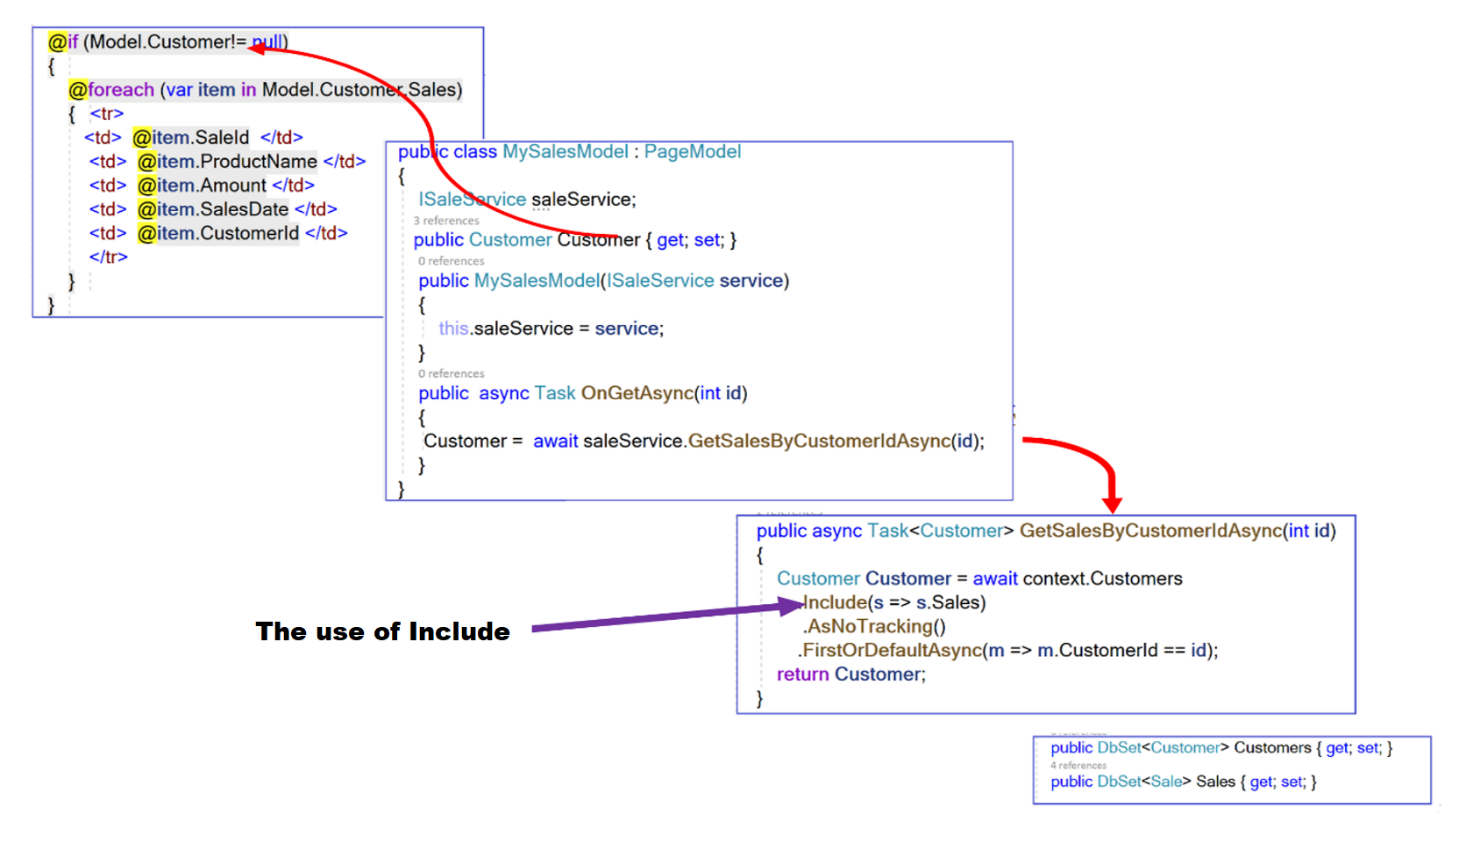 @if (Model.Customer!= null)
{
@foreach (var item in Model.Customer.Sales)
{ <tr>
<td> @item.SaleId </td>
<td> @item.ProductName </td>
<td> @item.Amount </td>
<td> @item.SalesDate </td>
<td> @item.CustomerId </td>
</tr>
}
}
public class MySalesModel : PageModel
{
ISaleService saleService;
3 references
public Customer Customer { get; set; }
0 references
public MySalesModel(ISaleService service)
{
this.saleService = service;
}
0 references
public async Task OnGetAsync(int id)
{
Customer = await saleService.GetSalesByCustomerIdAsync(id);
}
}
public async Task<Customer> GetSalesByCustomerIdAsync(int id)
{
Customer Customer = await context.Customers
.Include(s => s.Sales)
.AsNoTracking()
.FirstOrDefaultAsync(m => m.CustomerId == id);
return Customer;
}
The use of Include
public DbSet<Customer> Customers { get; set; }
4 references
public DbSet<Sale> Sales { get; set; }